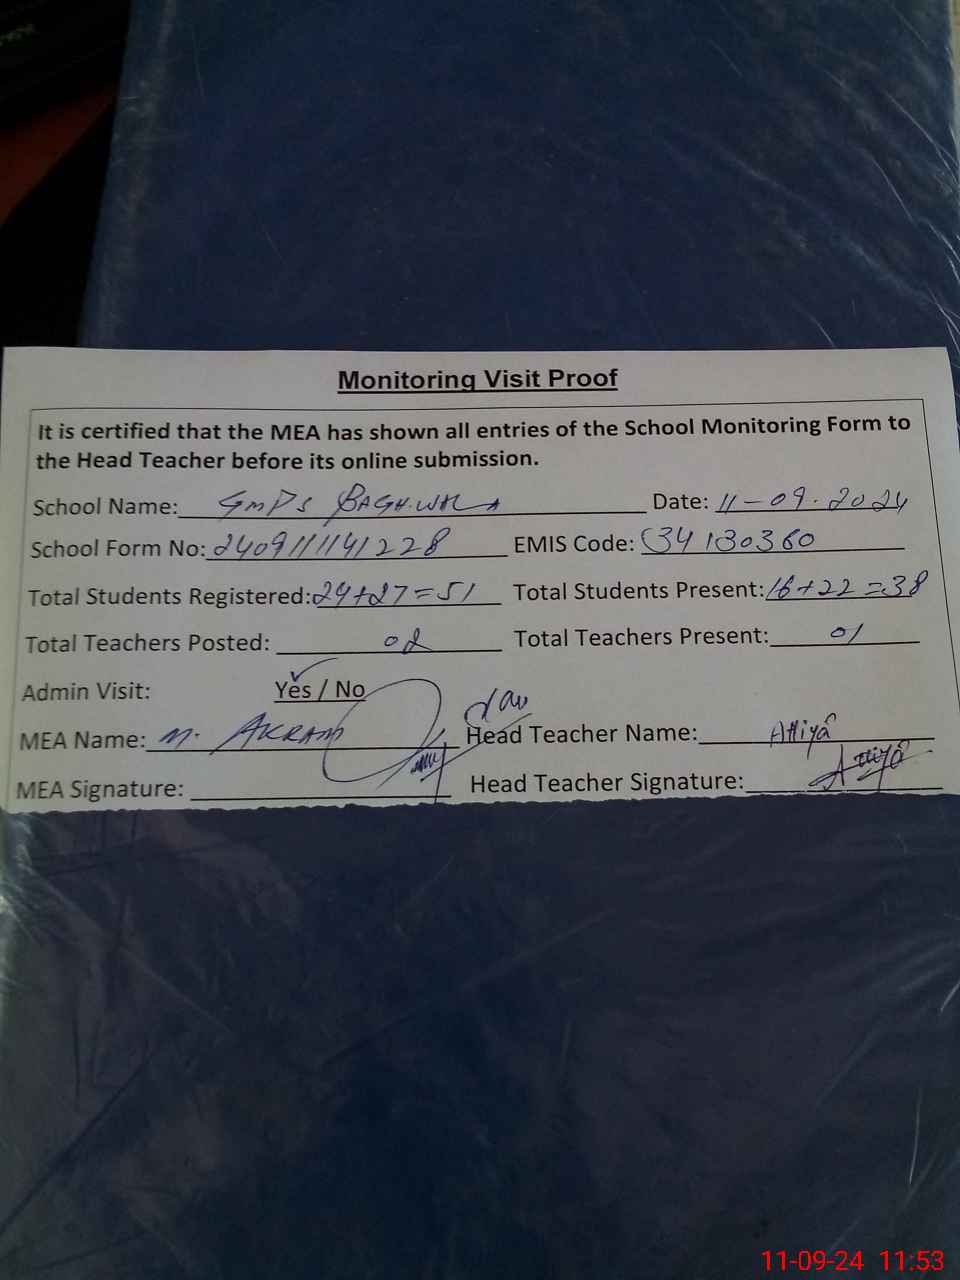 Monitoring Visit Proof
It is certified that the MEA has shown all entries of the School Monitoring Form to
the Head Teacher before its online submission.
School Name: GMPS BAGH.WALA Date: 11-09-2024
School Form No: 2409111141228 EMIS Code: 34130360
Total Students Registered: 24+27=51 Total Students Present: 16+22=38
Total Teachers Posted: 02 Total Teachers Present: 01
Admin Visit: Yes / No
MEA Name: M. AKRAM Head Teacher Name: Attiya
MEA Signature: Head Teacher Signature: Attiya
11-09-24 11:53